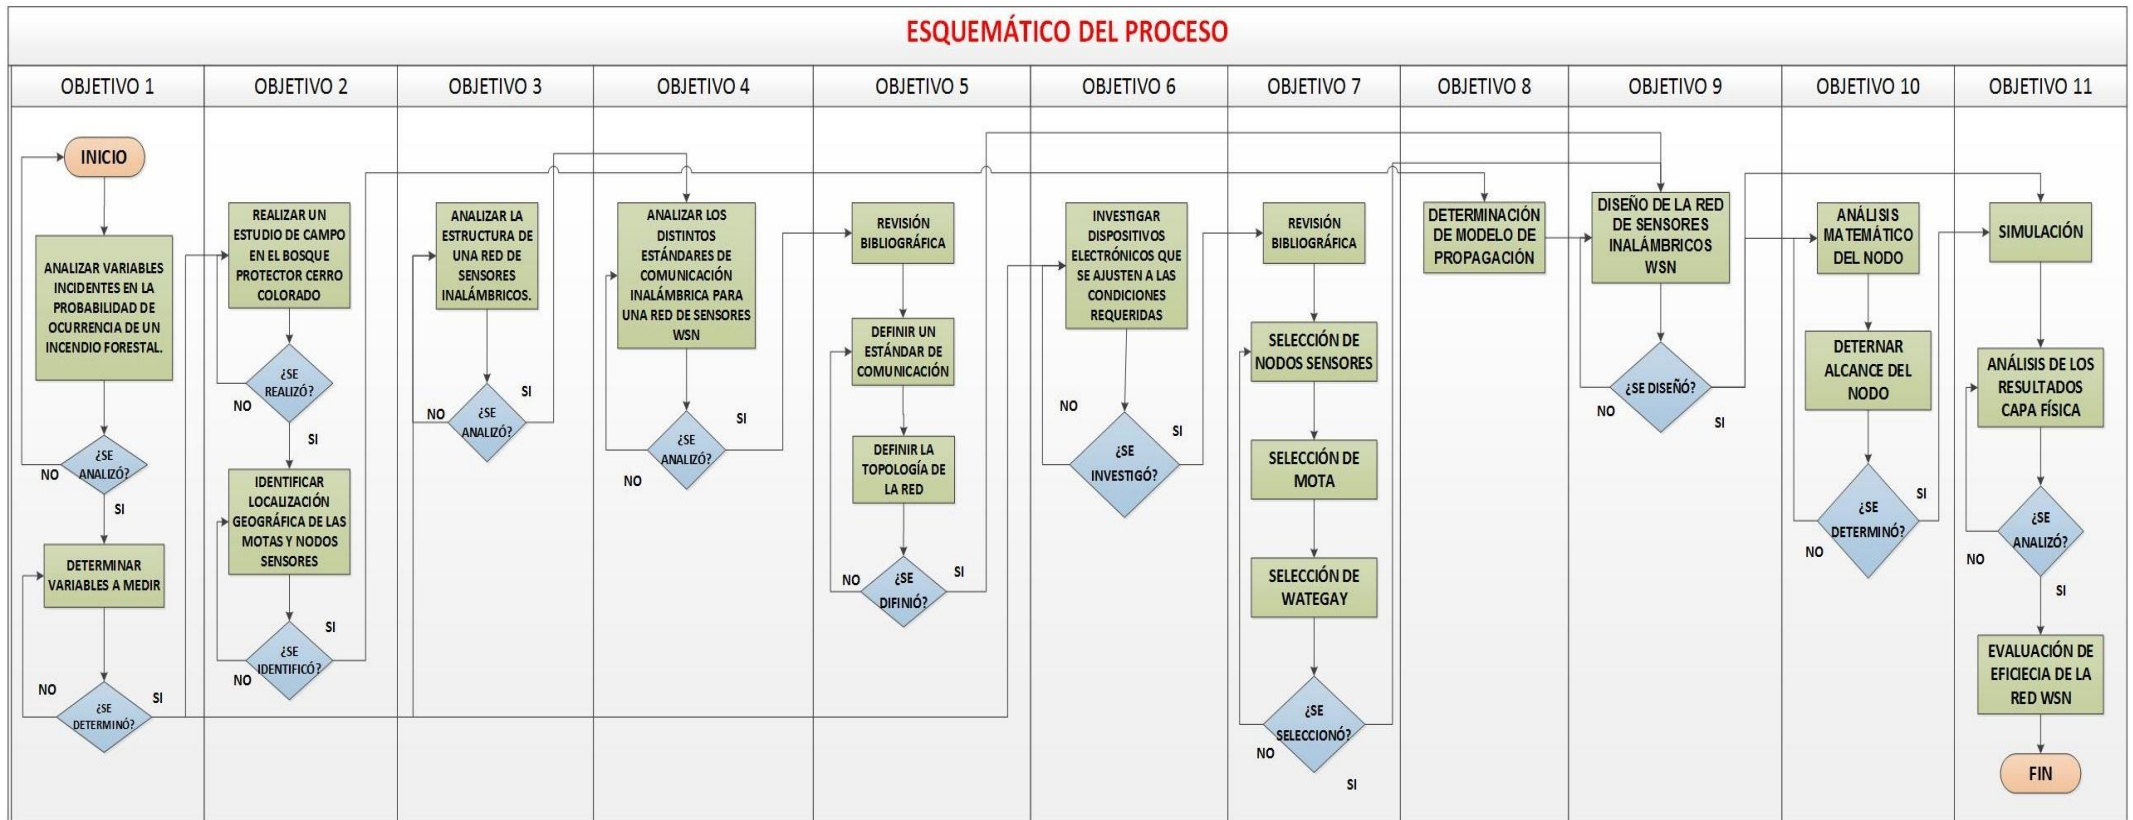 ESQUEMÁTICO DEL PROCESO
OBJETIVO 1
OBJETIVO 2
OBJETIVO 3
OBJETIVO 4
OBJETIVO 5
OBJETIVO 6
OBJETIVO 7
OBJETIVO 8
OBJETIVO 9
OBJETIVO 10
OBJETIVO 11
INICIO
ANALIZAR VARIABLES
INCIDENTES EN LA
PROBABILIDAD DE
OCURRENCIA DE UN
INCENDIO FORESTAL.
¿SE
ANALIZÓ?
NO
SI
DETERMINAR
VARIABLES A MEDIR
¿SE
DETERMINÓ?
NO
SI
REALIZAR UN
ESTUDIO DE CAMPO
EN EL BOSQUE
PROTECTOR CERRO
COLORADO
¿SE
REALIZÓ?
NO
SI
IDENTIFICAR
LOCALIZACIÓN
GEOGRÁFICA DE LAS
MOTAS Y NODOS
SENSORES
¿SE
IDENTIFICÓ?
NO
SI
ANALIZAR LA
ESTRUCTURA DE
UNA RED DE
SENSORES
INALÁMBRICOS.
¿SE
ANALIZÓ?
NO
SI
ANALIZAR LOS
DISTINTOS
ESTÁNDARES DE
COMUNICACIÓN
INALÁMBRICA PARA
UNA RED DE SENSORES
WSN
¿SE
ANALIZÓ?
NO
SI
REVISIÓN
BIBLIOGRÁFICA
DEFINIR UN
ESTÁNDAR DE
COMUNICACIÓN
DEFINIR LA
TOPOLOGÍA DE
LA RED
¿SE
DIFINIÓ?
NO
SI
INVESTIGAR
DISPOSITIVOS
ELECTRÓNICOS QUE
SE AJUSTEN A LAS
CONDICIONES
REQUERIDAS
¿SE
INVESTIGÓ?
NO
SI
REVISIÓN
BIBLIOGRÁFICA
SELECCIÓN DE
NODOS SENSORES
SELECCIÓN DE
MOTA
SELECCIÓN DE
WATEGAY
¿SE
SELECCIONÓ?
NO
SI
DETERMINACIÓN
DE MODELO DE
PROPAGACIÓN
DISEÑO DE LA RED
DE SENSORES
INALÁMBRICOS
WSN
¿SE DISEÑÓ?
NO
SI
ANÁLISIS
MATEMÁTICO
DEL NODO
DETERNAR
ALCANCE DEL
NODO
¿SE
DETERMINÓ?
NO
SI
SIMULACIÓN
ANÁLISIS DE LOS
RESULTADOS
CAPA FÍSICA
¿SE
ANALIZÓ?
NO
SI
EVALUACIÓN DE
EFICIECIA DE LA
RED WSN
FIN